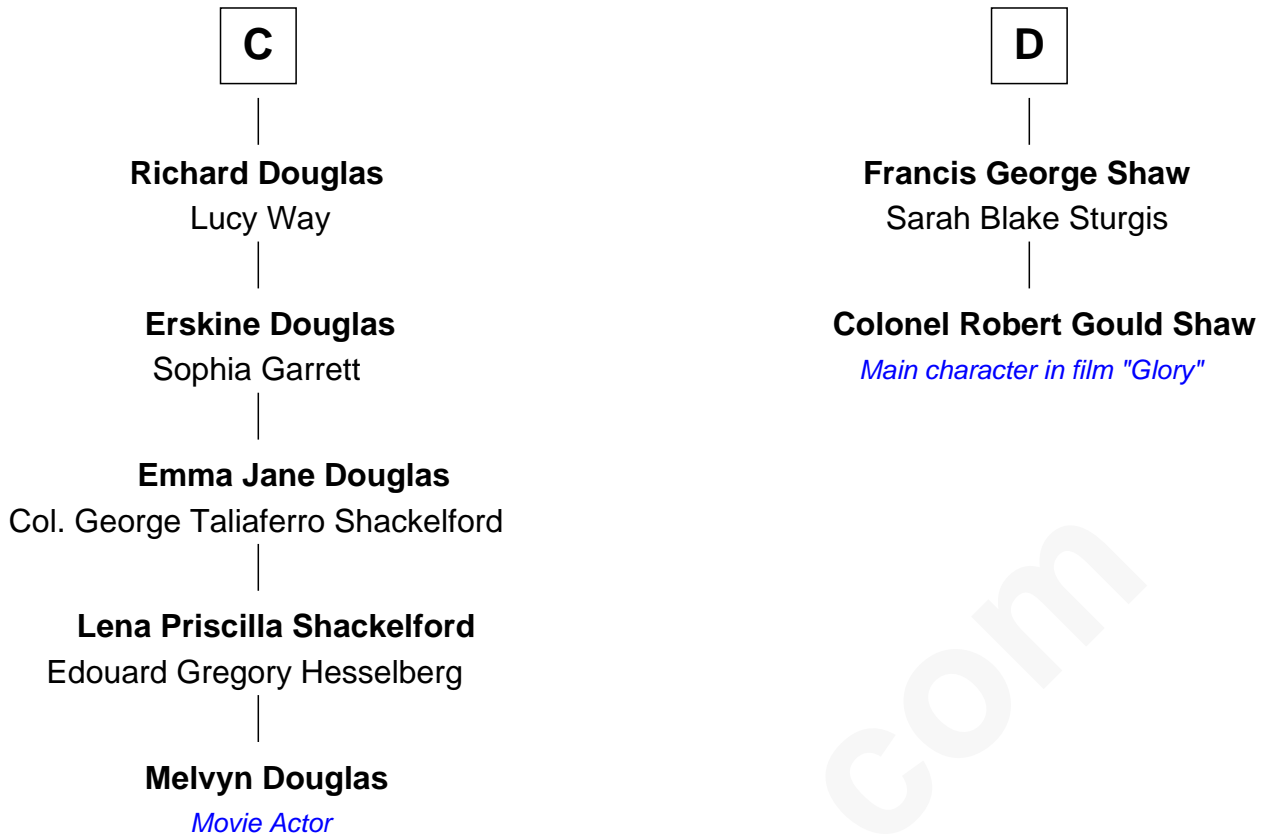 C
Richard Douglas
Lucy Way
Erskine Douglas
Sophia Garrett
Emma Jane Douglas
Col. George Taliaferro Shackelford
Lena Priscilla Shackelford
Edouard Gregory Hesselberg
Melvyn Douglas
Movie Actor
D
Francis George Shaw
Sarah Blake Sturgis
Colonel Robert Gould Shaw
Main character in film "Glory"
com